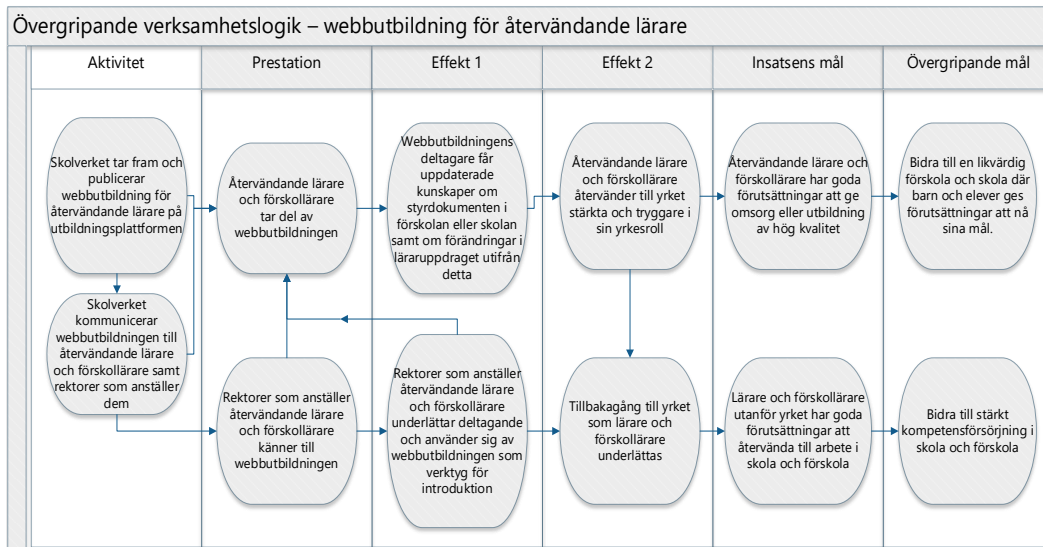 Övergripande verksamhetslogik – webbutbildning för återvändande lärare
Aktivitet
Prestation
Effekt 1
Effekt 2
Insatsens mål
Övergripande mål
Skolverket tar fram och
publicerar
webbutbildning för
återvändande lärare på
utbildningsplattformen
Återvändande lärare
och förskollärare
tar del av
webbutbildningen
Webbutbildningens
deltagare får
uppdaterade
kunskaper om
styrdokumenten i
förskolan eller skolan
samt om förändringar i
läraruppdraget utifrån
detta
Återvändande lärare
och förskollärare
återvänder till yrket
stärkta och tryggare i
sin yrkesroll
Återvändande lärare och
förskollärare har goda
förutsättningar att ge
omsorg eller utbildning
av hög kvalitet
Bidra till en likvärdig
förskola och skola där
barn och elever ges
förutsättningar att nå
sina mål.
Skolverket
kommunicerar
webbutbildningen till
återvändande lärare
och förskollärare samt
rektorer som anställer
dem
Rektorer som anställer
återvändande lärare
och förskollärare
känner till
webbutbildningen
Rektorer som anställer
återvändande lärare
och förskollärare
underlättar deltagande
och använder sig av
webbutbildningen som
verktyg för
introduktion
Tillbakagång till yrket
som lärare och
förskollärare
underlättas
Lärare och förskollärare
utanför yrket har goda
förutsättningar att
återvända till arbete i
skola och förskola
Bidra till stärkt
kompetensförsörjning i
skola och förskola